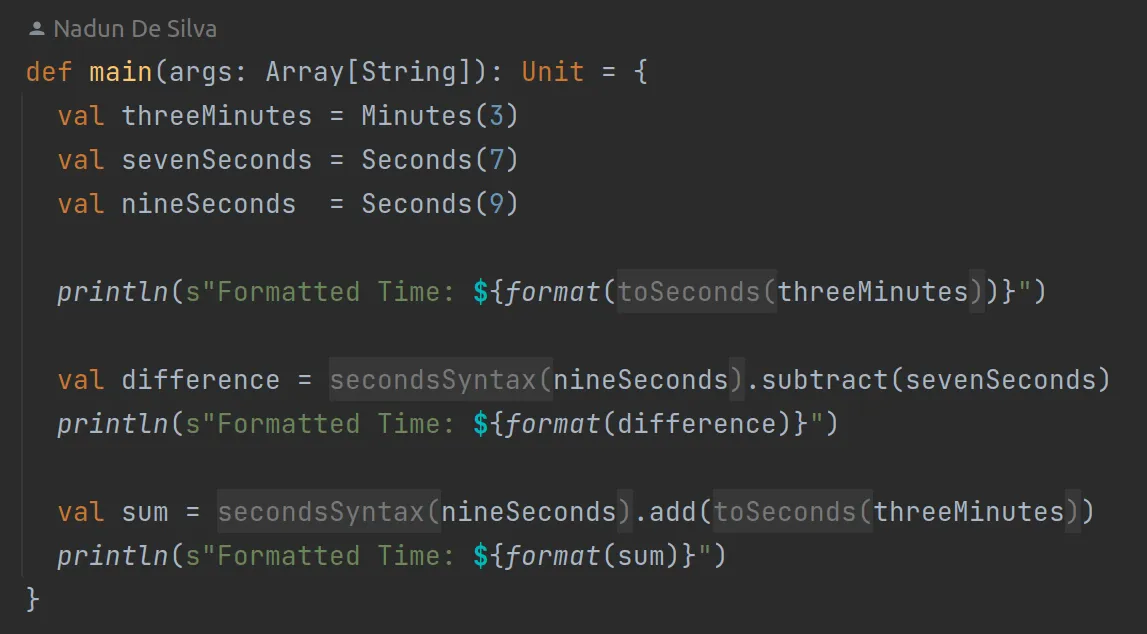 Nadun De Silva
def main(args: Array[String]): Unit = {
  val threeMinutes = Minutes(3)
  val sevenSeconds = Seconds(7)
  val nineSeconds  = Seconds(9)

  println(s"Formatted Time: ${format(toSeconds(threeMinutes))}")

  val difference = secondsSyntax(nineSeconds).subtract(sevenSeconds)
  println(s"Formatted Time: ${format(difference)}")

  val sum = secondsSyntax(nineSeconds).add(toSeconds(threeMinutes))
  println(s"Formatted Time: ${format(sum)}")
}